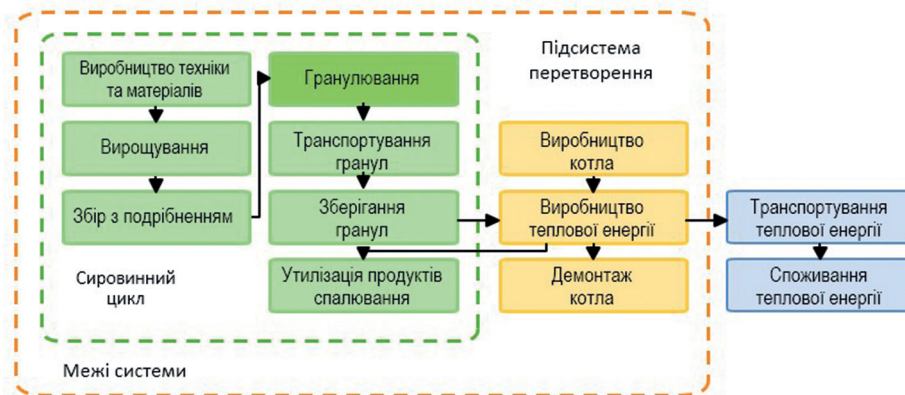 Виробництво техніки
та матеріалів
Вирощування
Збір з подрібненням
Сировинний
цикл
Гранулювання
Транспортування
гранул
Зберігання
гранул
Утилізація продуктів
спалювання
Підсистема
перетворення
Виробництво
котла
Виробництво
теплової енергії
Демонтаж
котла
Транспортування
теплової енергії
Споживання
теплової енергії
Межі системи